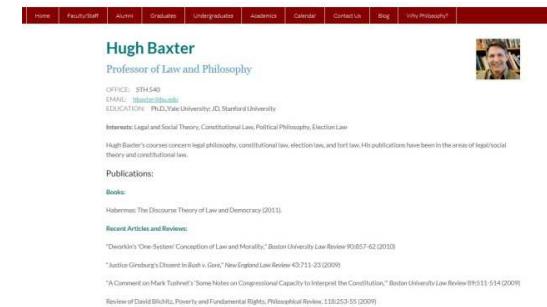 Home Faculty/Staff Alumni Graduates Undergraduates Academics Calendar Contact Us Blog Why Philosophy?
Hugh Baxter
Professor of Law and Philosophy
OFFICE: STH 540
EMAIL: hbaxter@bu.edu
EDUCATION: Ph.D., Yale University; JD, Stanford University
Interests: Legal and Social Theory, Constitutional Law, Political Philosophy, Election Law
Hugh Baxter's courses concern legal philosophy, constitutional law, election law, and tort law. His publications have been in the areas of legal/social
theory and constitutional law.
Publications:
Books:
Habermas: The Discourse Theory of Law and Democracy (2011).
Recent Articles and Reviews:
"Dworkin's 'One-System' Conception of Law and Morality," Boston University Law Review 90:857-62 (2010)
"Justice Ginsburg's Dissent in Bush v. Gore," New England Law Review 43:711-23 (2009)
"A Comment on Mark Tushnet's 'Some Notes on Congressional Capacity to Interpret the Constitution," Boston University Law Review 89:511-514 (2009)
Review of David Bilchitz, Poverty and Fundamental Rights, Philosophical Review, 118:253-55 (2009)